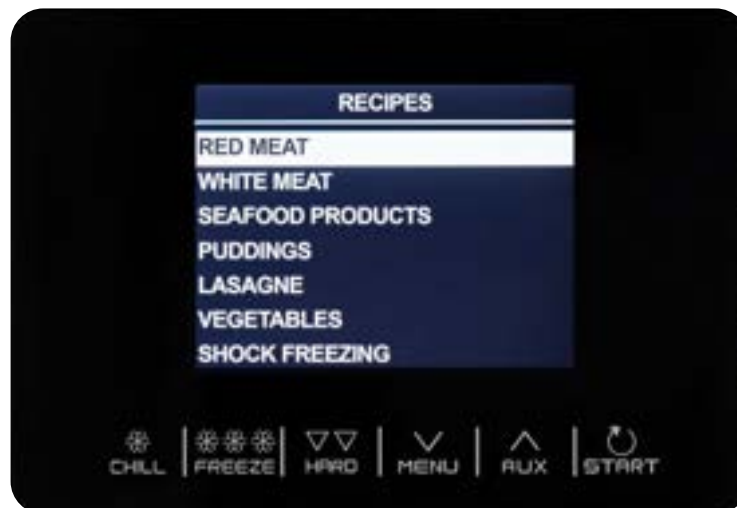 RECIPES
RED MEAT
WHITE MEAT
SEAFOOD PRODUCTS
PUDDINGS
LASAGNE
VEGETABLES
SHOCK FREEZING
CHILL FREEZE HARD MENU AUX START